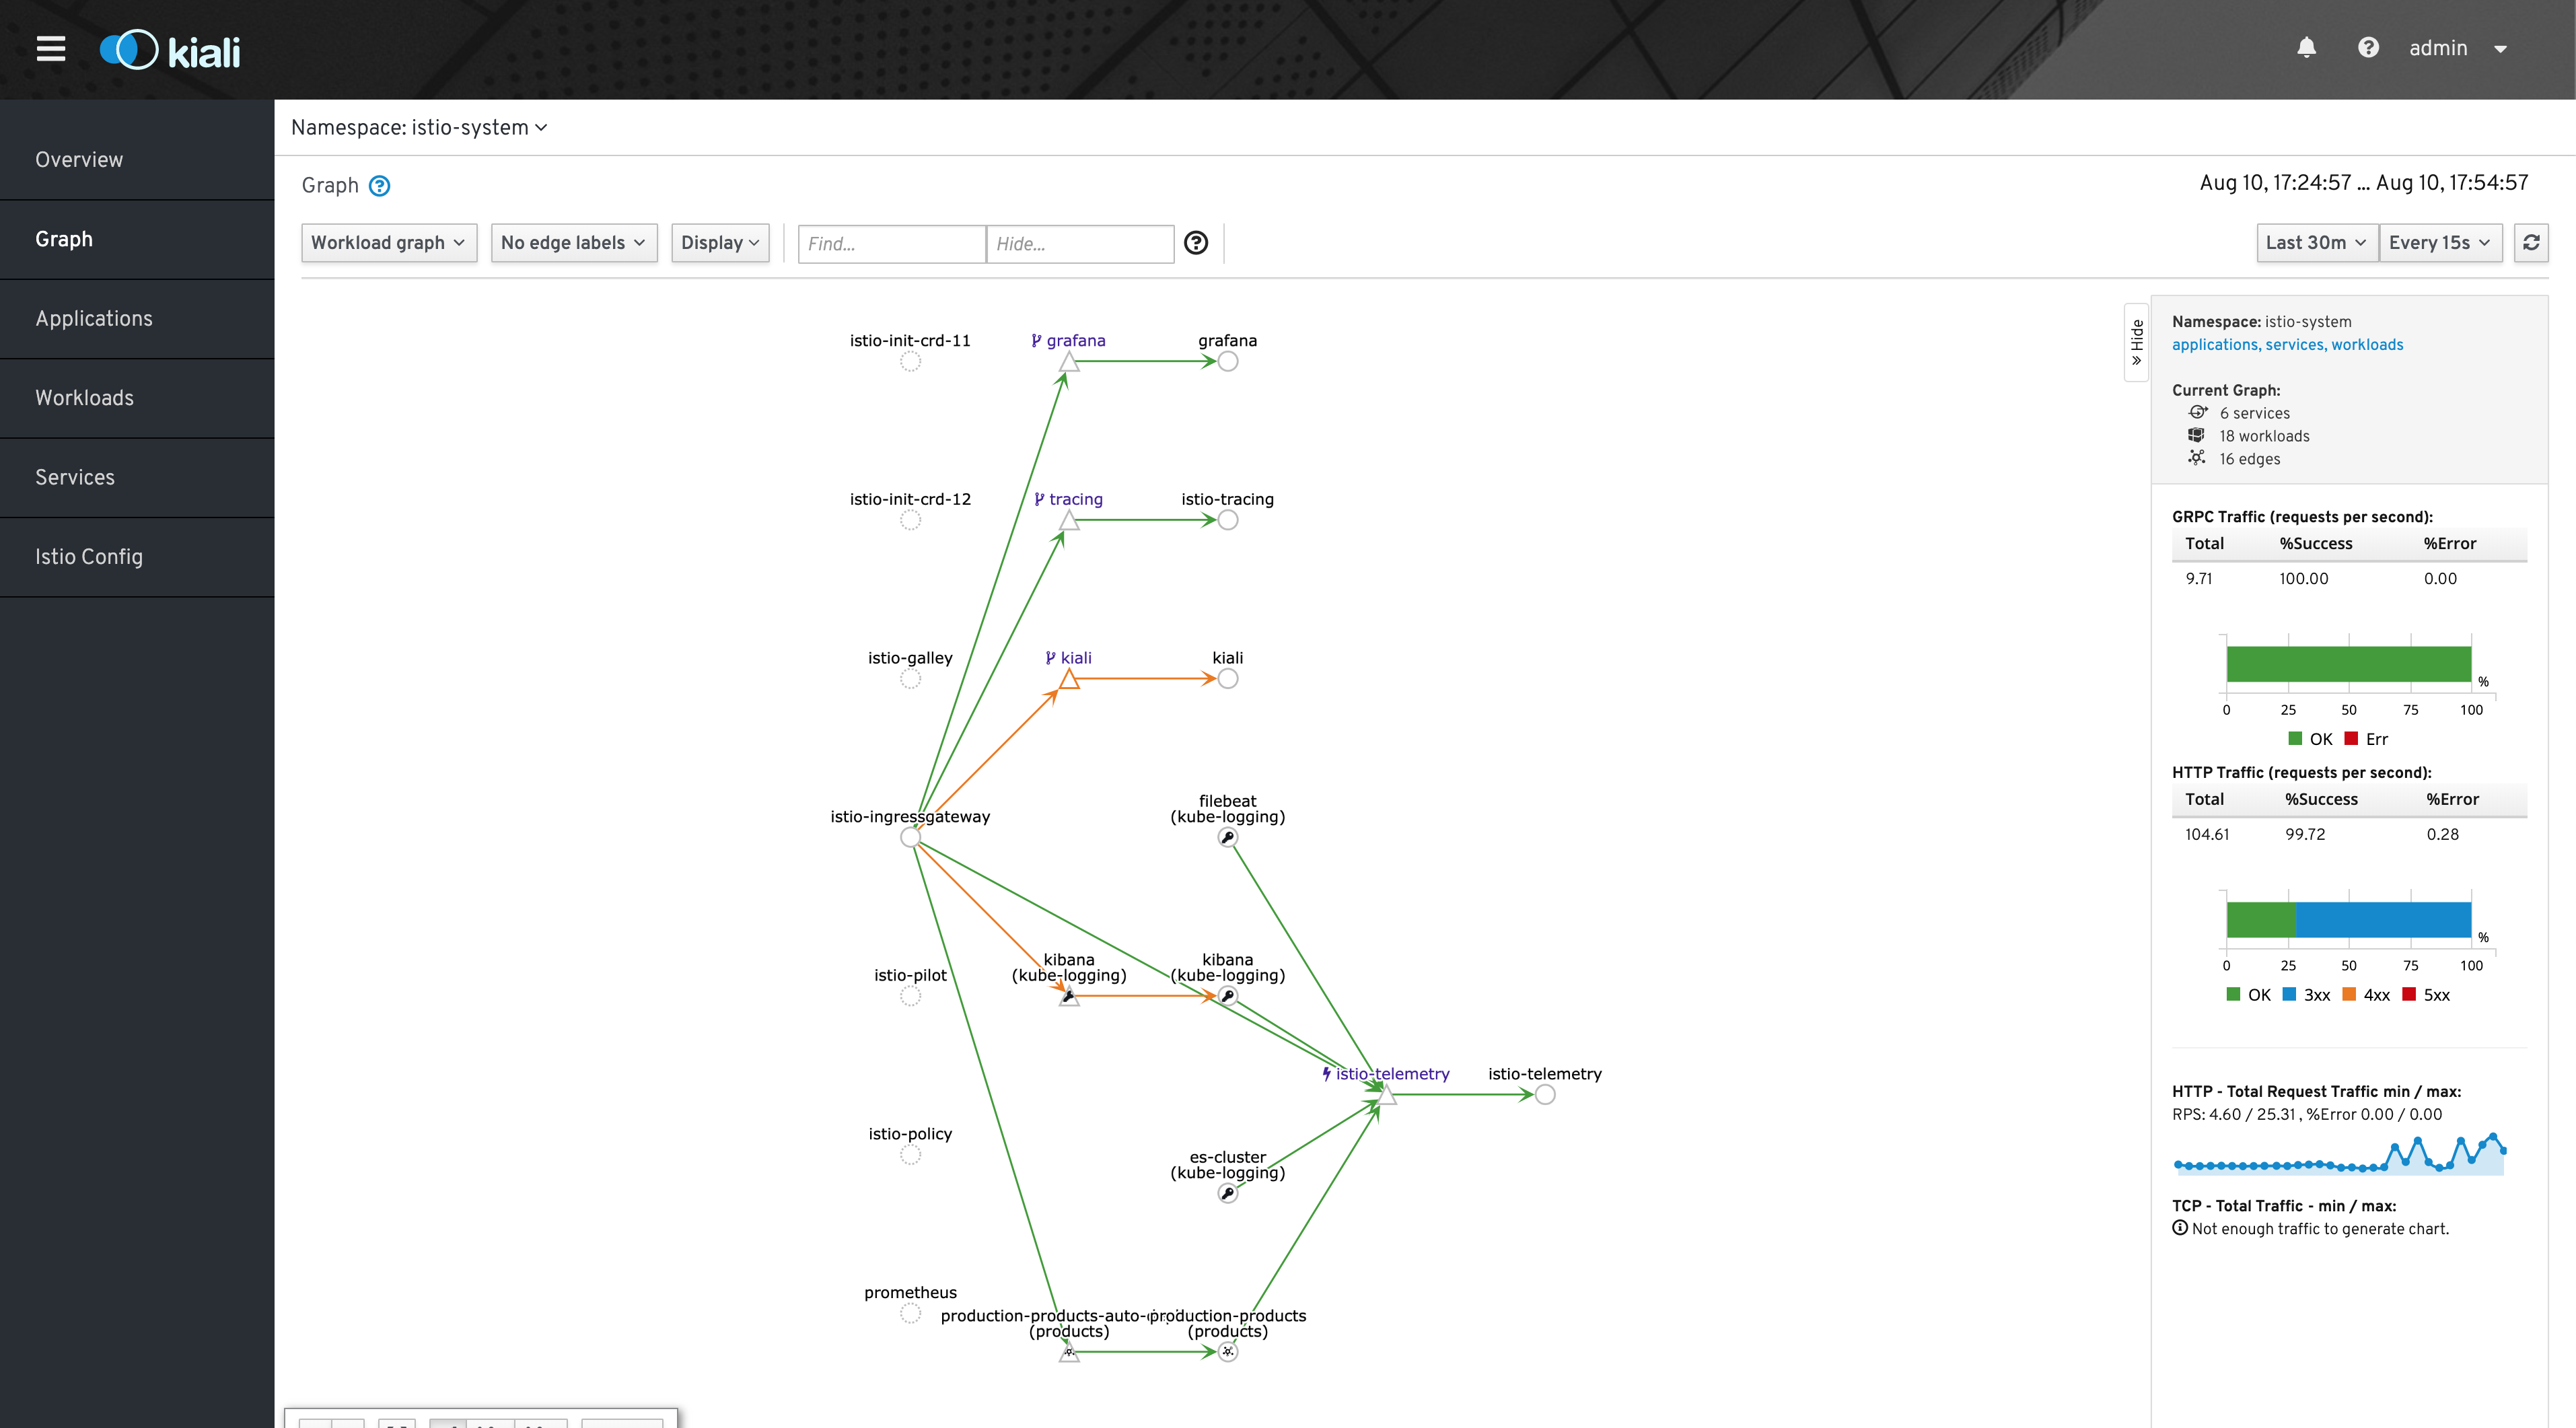 kiali
admin
Namespace: istio-system
Overview
Graph
Applications
Workloads
Services
Istio Config
Graph
Aug 10, 17:24:57 ... Aug 10, 17:54:57
Workload graph
No edge labels
Display
Find...
Hide...
Last 30m
Every 15s
istio-init-crd-11
grafana
grafana
istio-init-crd-12
tracing
istio-tracing
istio-galley
kiali
kiali
istio-ingressgateway
filebeat
(kube-logging)
istio-pilot
kibana
(kube-logging)
kibana
(kube-logging)
istio-telemetry
istio-telemetry
istio-policy
es-cluster
(kube-logging)
prometheus
production-products-auto-
(products)
production-products
(products)
Hide
Namespace: istio-system
applications, services, workloads
Current Graph:
6 services
18 workloads
16 edges
GRPC Traffic (requests per second):
Total %Success %Error
9.71 100.00 0.00
%
0 25 50 75 100
OK Err
HTTP Traffic (requests per second):
Total %Success %Error
104.61 99.72 0.28
%
0 25 50 75 100
OK 3xx 4xx 5xx
HTTP - Total Request Traffic min / max:
RPS: 4.60 / 25.31 , %Error 0.00 / 0.00
TCP - Total Traffic - min / max:
Not enough traffic to generate chart.